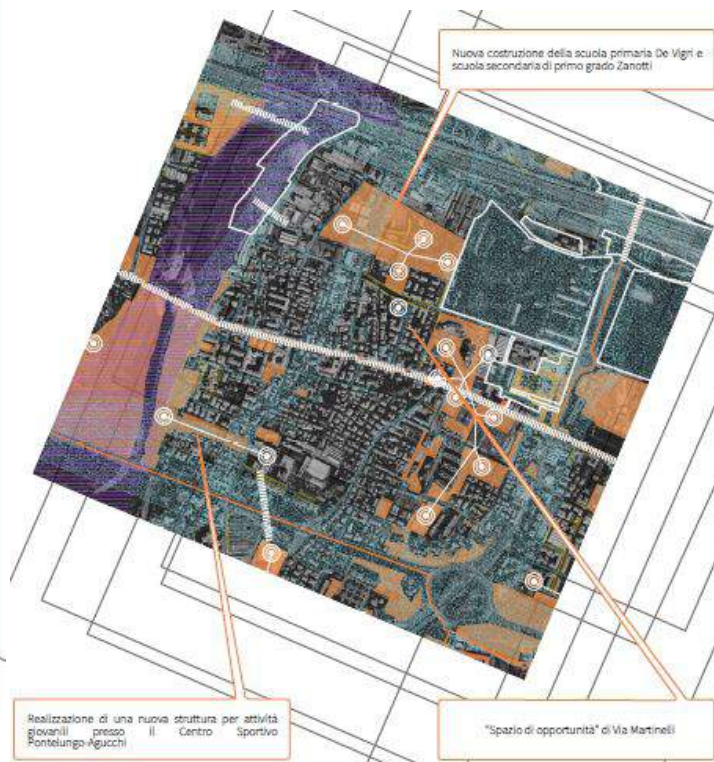 Nuova costruzione della scuola primaria De Vigri e
scuola secondaria di primo grado Zanotti
Realizzazione di una nuova struttura per attività
giovanili presso il Centro Sportivo
Pontelungo-Agucchi
"Spazio di opportunità" di Via Martinelli